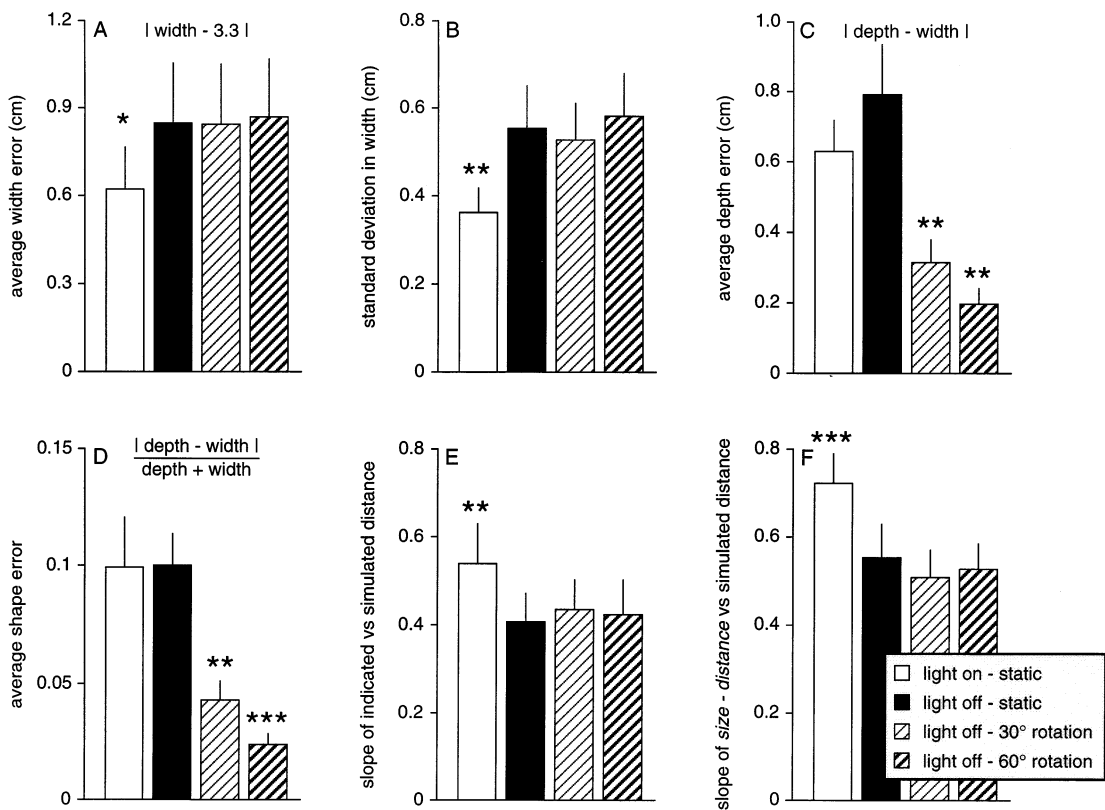 A
| width - 3.3 |
average width error (cm)
1.2
0.9
0.6
0.3
0
*
B
standard deviation in width (cm)
0.8
0.6
0.4
0.2
0
**
C
| depth - width |
average depth error (cm)
1.0
0.8
0.6
0.4
0.2
0
**
**
D
| depth - width |
depth + width
average shape error
0.15
0.1
0.05
0
**
***
E
slope of indicated vs simulated distance
0.8
0.6
0.4
0.2
0
**
F
slope of size - distance vs simulated distance
0.8
0.6
0.4
0.2
0
***
light on - static
light off - static
light off - 30° rotation
light off - 60° rotation